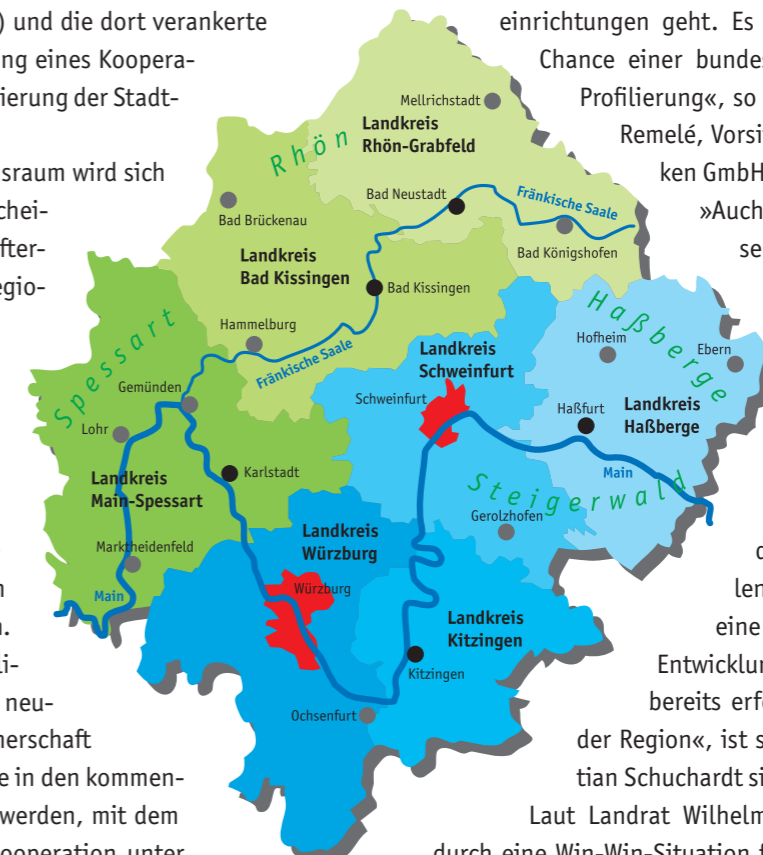 ) und die dort verankerte
ng eines Koopera-
ierung der Stadt-
sraum wird sich
chei-
fter-
egio-
n.
li-
neu-
nerschaft
e in den kommen-
werden, mit dem
ooperation unter
einrichtungen geht. Es
Chance einer bundes
Profilierung«, so
Remelé, Vorsi
ken GmbH
»Auch
se
d
len
eine
Entwicklun
bereits erf
der Region«, ist s
tian Schuchardt si
Laut Landrat Wilhelm
durch eine Win-Win-Situation f
Mellrichstadt
Landkreis
Rhön-Grabfeld
Rhön
Bad Neustadt
Fränkische Saale
Bad Brückenau
Bad Königshofen
Landkreis
Bad Kissingen
Bad Kissingen
Hammelburg
Fränkische Saale
Spessart
Gemünden
Lohr
Karlstadt
Landkreis
Main-Spessart
Marktheidenfeld
Main
Landkreis
Schweinfurt
Schweinfurt
Haßberge
Hofheim
Ebern
Haßfurt
Landkreis
Haßberge
Main
Steigerwald
Gerolzhofen
Landkreis
Würzburg
Würzburg
Landkreis
Kitzingen
Kitzingen
Ochsenfurt